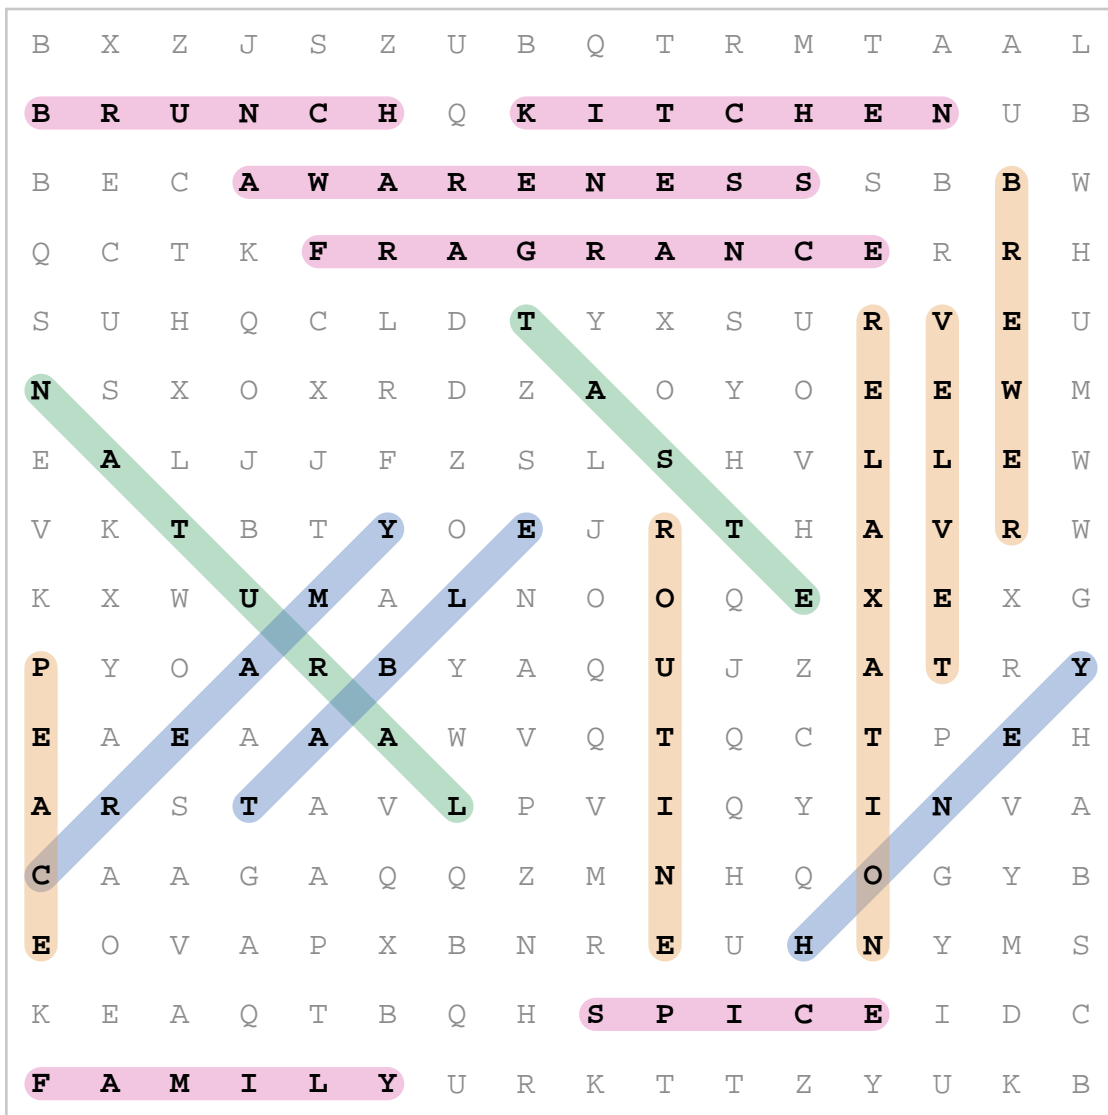 B X Z J S Z U B Q T R M T A A L
B R U N C H Q K I T C H E N U B
B E C A W A R E N E S S S B B W
Q C T K F R A G R A N C E R R H
S U H Q C L D T Y X S U R V E U
N S X O X R D Z A O Y O E E W M
E A L J J F Z S L S H V L L E W
V K T B T Y O E J R T H A V R W
K X W U M A L N O O Q E X E X G
P Y O A R B Y A Q U J Z A T R Y
E A E A A A W V Q T Q C T P E H
A R S T A V L P V I Q Y I N V A
C A A G A Q Q Z M N H Q O G Y B
E O V A P X B N R E U H N Y M S
K E A Q T B Q H S P I C E I D C
F A M I L Y U R K T T Z Y U K B